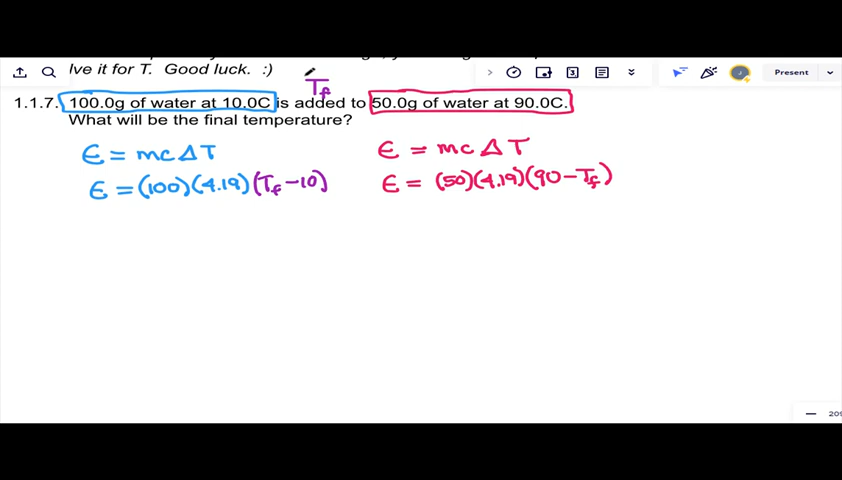 lve it for T. Good luck. :)
Present
Tf
1.1.7. 100.0g of water at 10.0C is added to 50.0g of water at 90.0C.
What will be the final temperature?
E = mcΔT
E = mcΔT
E = (100)(4.19)(Tf-10)
E = (50)(4.19)(90-Tf)
209